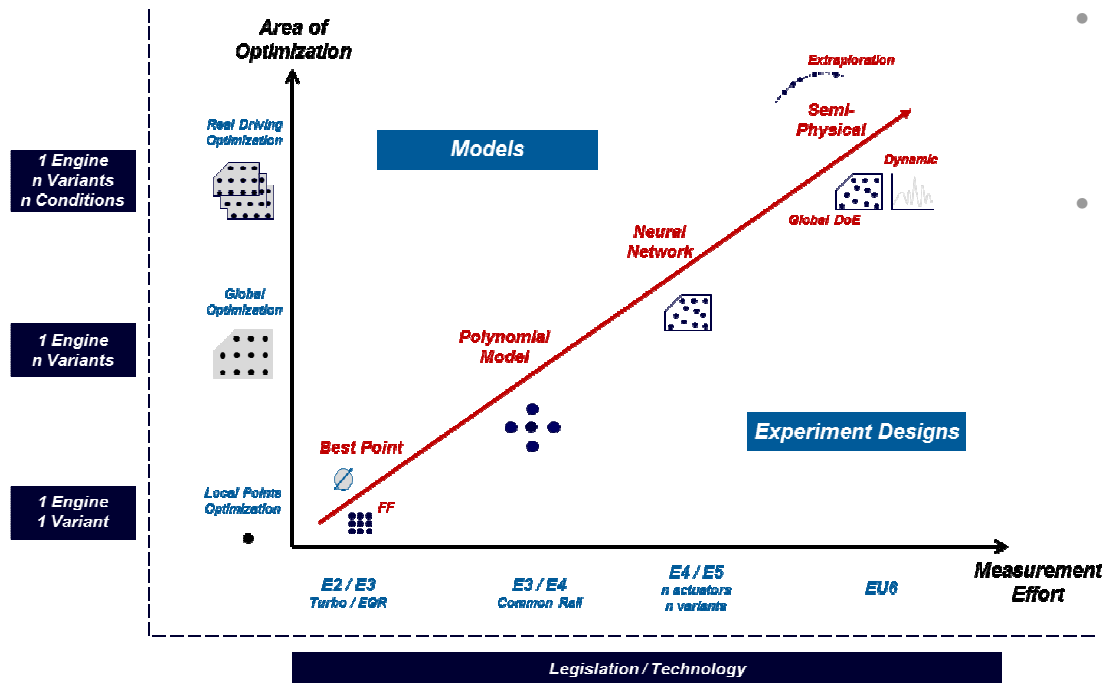 Area of
Optimization
Extraploration
Semi-
Physical
Real Driving
Optimization
Models
1 Engine
n Variants
n Conditions
Dynamic
Global DoE
Neural
Network
Global
Optimization
1 Engine
n Variants
Polynomial
Model
Experiment Designs
Best Point
Local Points
Optimization
FF
1 Engine
1 Variant
Measurement
Effort
E2 / E3
Turbo / EGR
E3 / E4
Common Rail
E4 / E5
n actuators
n variants
EU6
Legislation / Technology